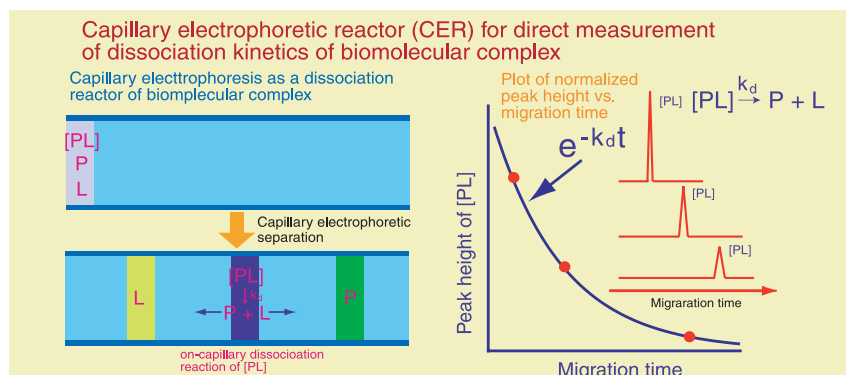 Capillary electrophoretic reactor (CER) for direct measurement
of dissociation kinetics of biomolecular complex
Capillary electtrophoresis as a dissociation
reactor of biomplecular complex
[PL]
P
L
Capillary electrophoretic
separation
L
[PL]
↓ kd
P + L
P
on-capillary dissocioation
reaction of [PL]
Plot of normalized
peak height vs.
migration time
[PL]
[PL] kd → P + L
e-kdt
[PL]
[PL]
Migraration time
Peak height of [PL]
Migration time